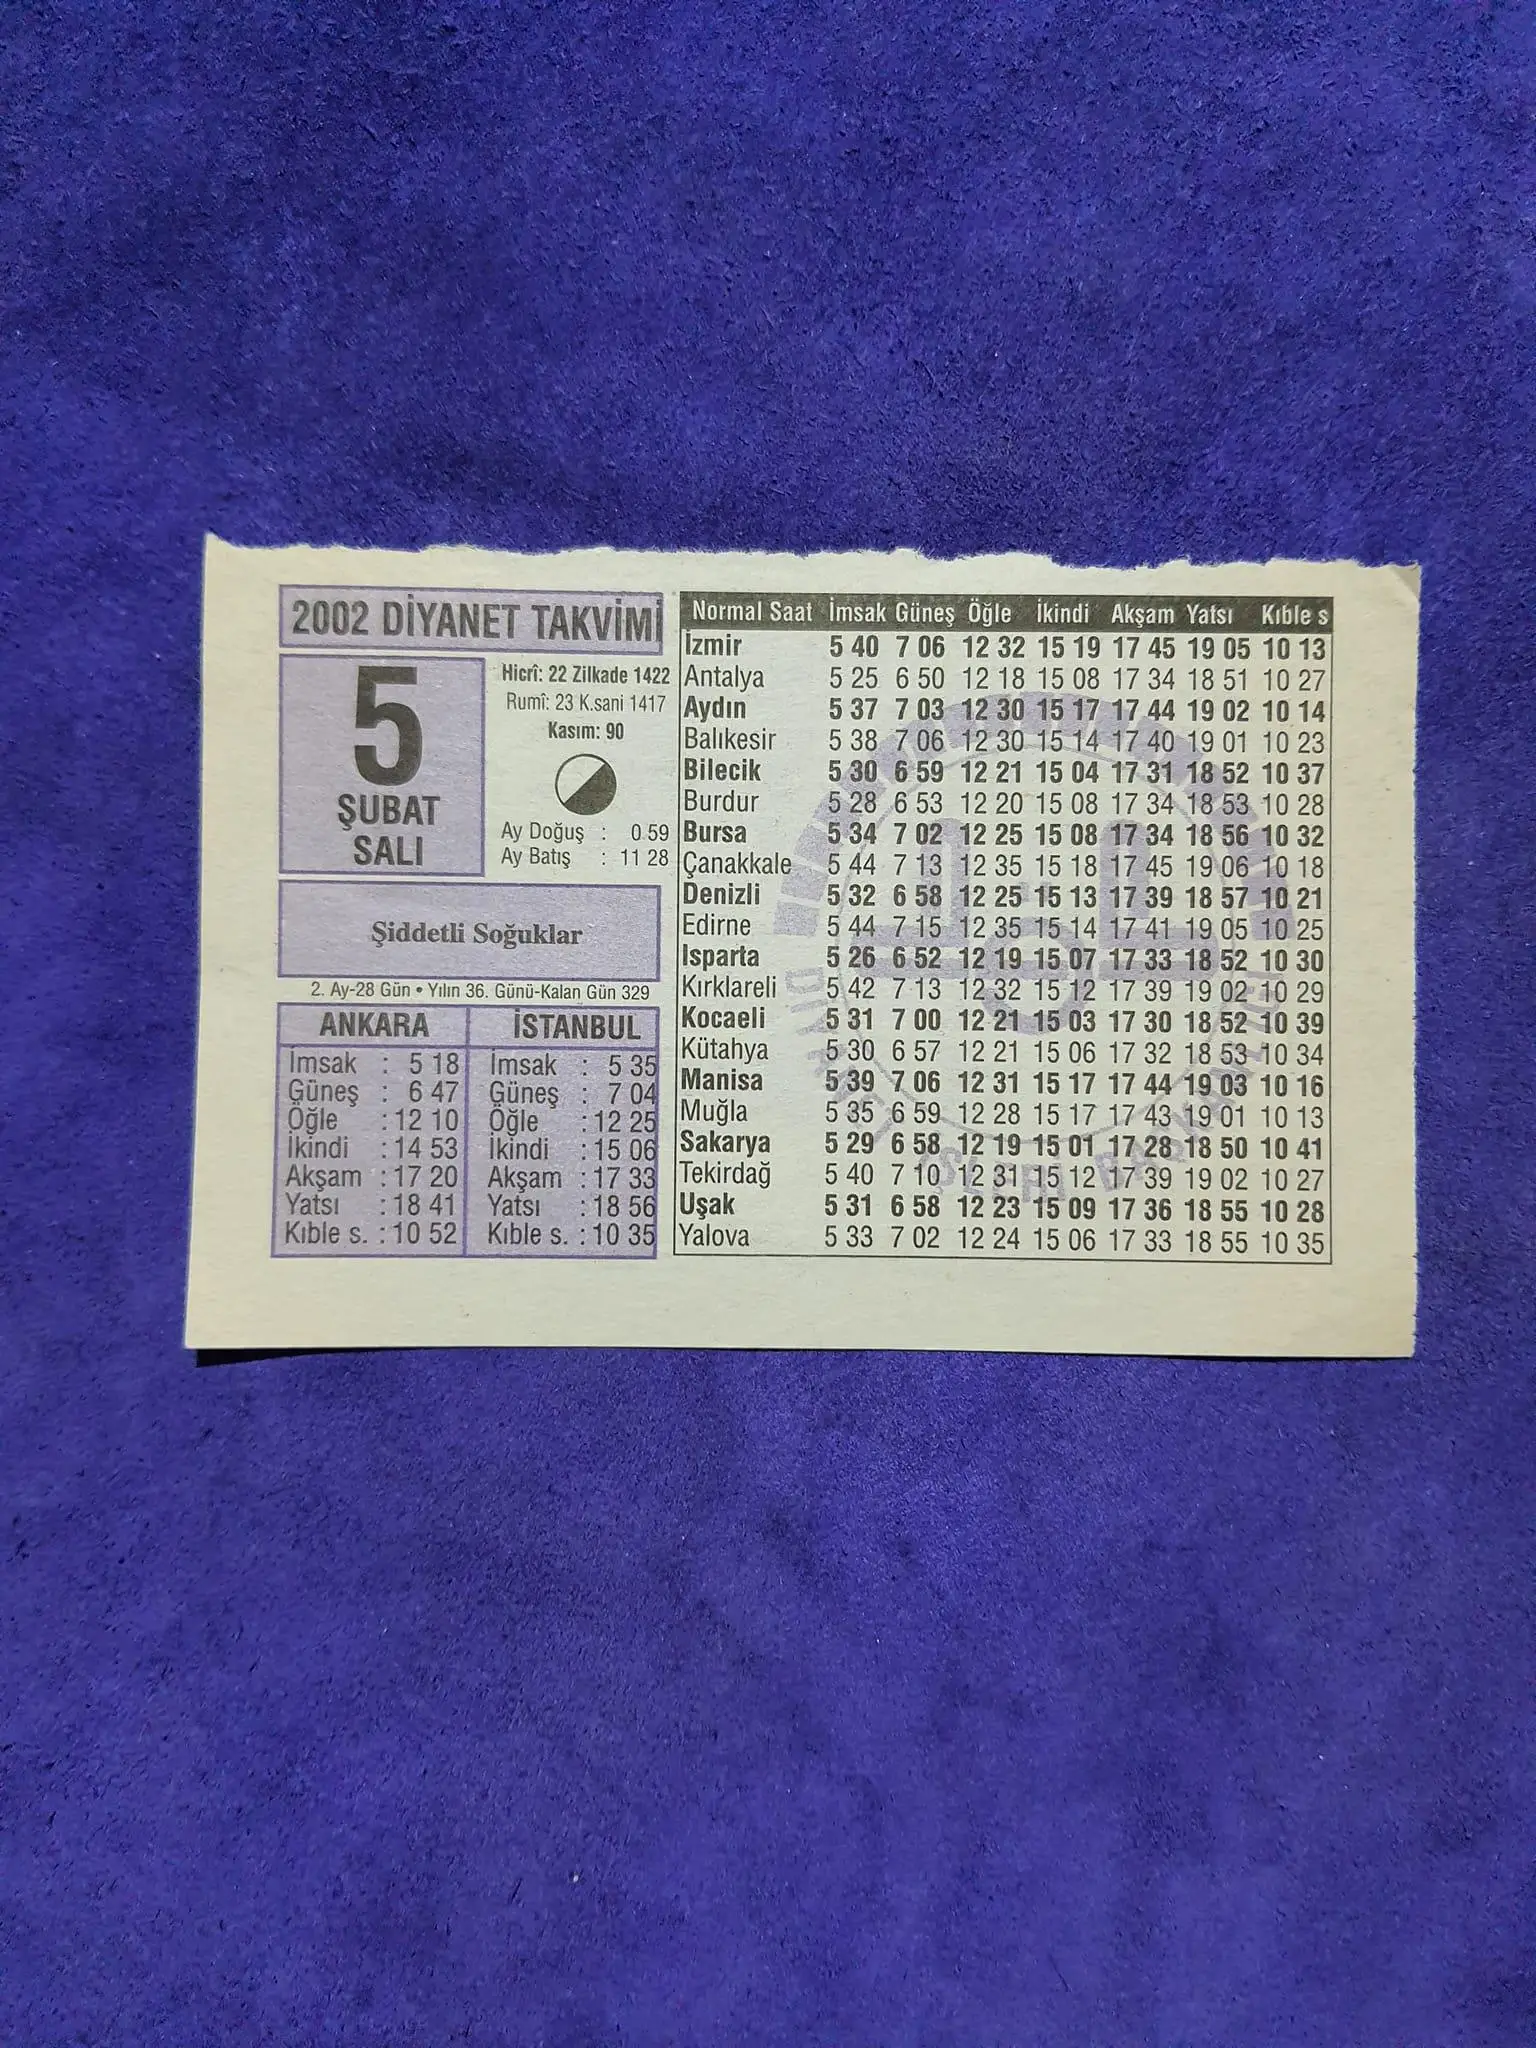 2002 DİYANET TAKVİMİ
5
ŞUBAT
SALI
Hicrî: 22 Zilkade 1422
Rumî: 23 K.sani 1417
Kasım: 90
Ay Doğuş : 0 59
Ay Batış : 11 28
Şiddetli Soğuklar
2. Ay-28 Gün • Yılın 36. Günü-Kalan Gün 329
ANKARA
İmsak : 5 18
Güneş : 6 47
Öğle : 12 10
İkindi : 14 53
Akşam : 17 20
Yatsı : 18 41
Kıble s. : 10 52
İSTANBUL
İmsak : 5 35
Güneş : 7 04
Öğle : 12 25
İkindi : 15 06
Akşam : 17 33
Yatsı : 18 56
Kıble s. : 10 35
Normal Saat İmsak Güneş Öğle İkindi Akşam Yatsı Kıble s
İzmir 5 40 7 06 12 32 15 19 17 45 19 05 10 13
Antalya 5 25 6 50 12 18 15 08 17 34 18 51 10 27
Aydın 5 37 7 03 12 30 15 17 17 44 19 02 10 14
Balıkesir 5 38 7 06 12 30 15 14 17 40 19 01 10 23
Bilecik 5 30 6 59 12 21 15 04 17 31 18 52 10 37
Burdur 5 28 6 53 12 20 15 08 17 34 18 53 10 28
Bursa 5 34 7 02 12 25 15 08 17 34 18 56 10 32
Çanakkale 5 44 7 13 12 35 15 18 17 45 19 06 10 18
Denizli 5 32 6 58 12 25 15 13 17 39 18 57 10 21
Edirne 5 44 7 15 12 35 15 14 17 41 19 05 10 25
Isparta 5 26 6 52 12 19 15 07 17 33 18 52 10 30
Kırklareli 5 42 7 13 12 32 15 12 17 39 19 02 10 29
Kocaeli 5 31 7 00 12 21 15 03 17 30 18 52 10 39
Kütahya 5 30 6 57 12 21 15 06 17 32 18 53 10 34
Manisa 5 39 7 06 12 31 15 17 17 44 19 03 10 16
Muğla 5 35 6 59 12 28 15 17 17 43 19 01 10 13
Sakarya 5 29 6 58 12 19 15 01 17 28 18 50 10 41
Tekirdağ 5 40 7 10 12 31 15 12 17 39 19 02 10 27
Uşak 5 31 6 58 12 23 15 09 17 36 18 55 10 28
Yalova 5 33 7 02 12 24 15 06 17 33 18 55 10 35